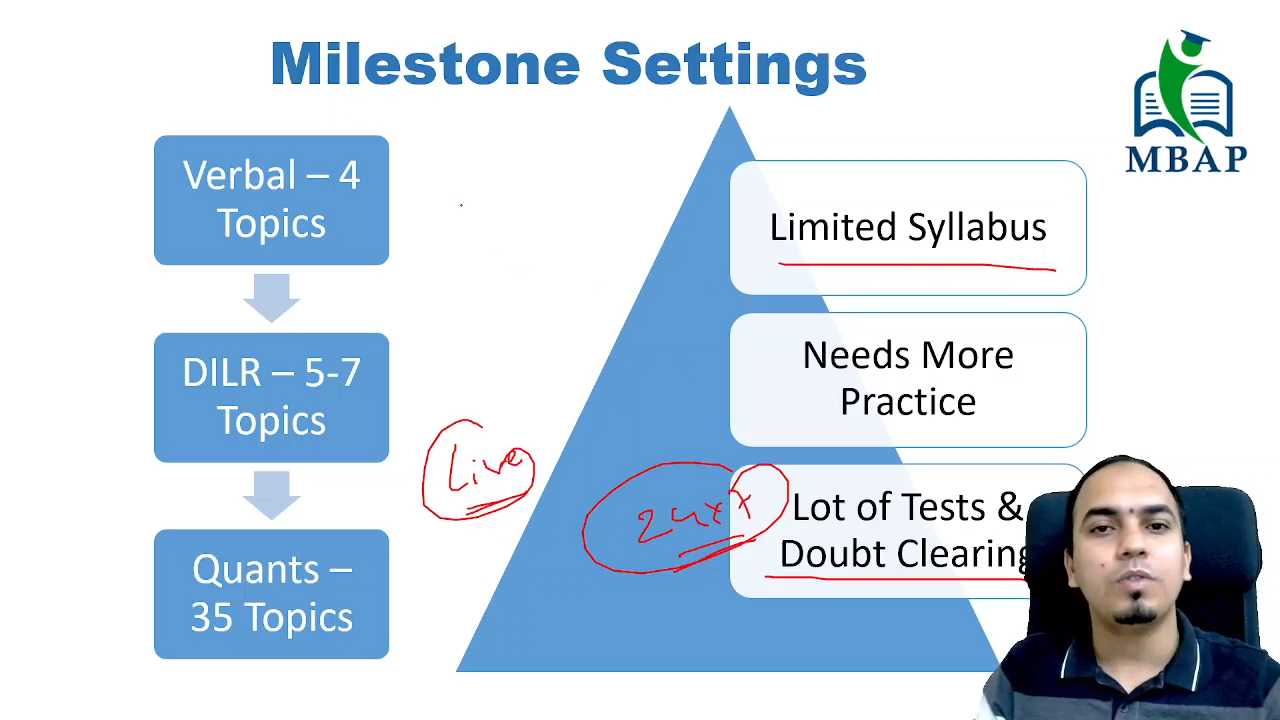 Milestone Settings
MBAP
Verbal – 4
Topics
DILR – 5-7
Topics
Quants –
35 Topics
Limited Syllabus
Needs More
Practice
Lot of Tests &
Doubt Clearing
Live